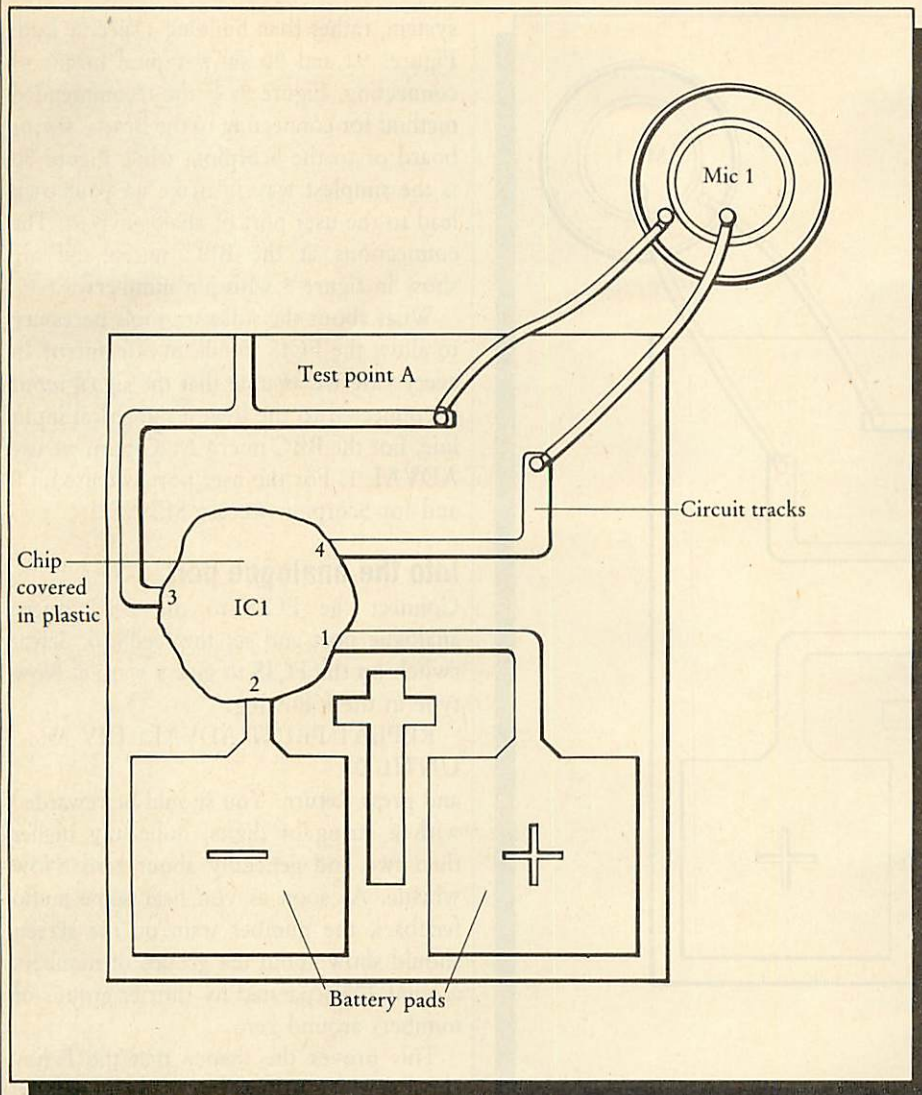 Mic 1
Test point A
Circuit tracks
4
Chip
covered
in plastic
3
IC1
1
2
−
+
Battery pads